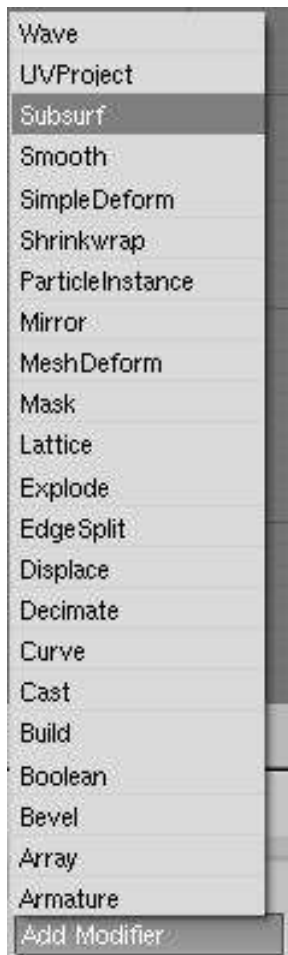 Wave
UVProject
Subsurf
Smooth
SimpleDeform
Shrinkwrap
ParticleInstance
Mirror
MeshDeform
Mask
Lattice
Explode
EdgeSplit
Displace
Decimate
Curve
Cast
Build
Boolean
Bevel
Array
Armature
Add Modifier